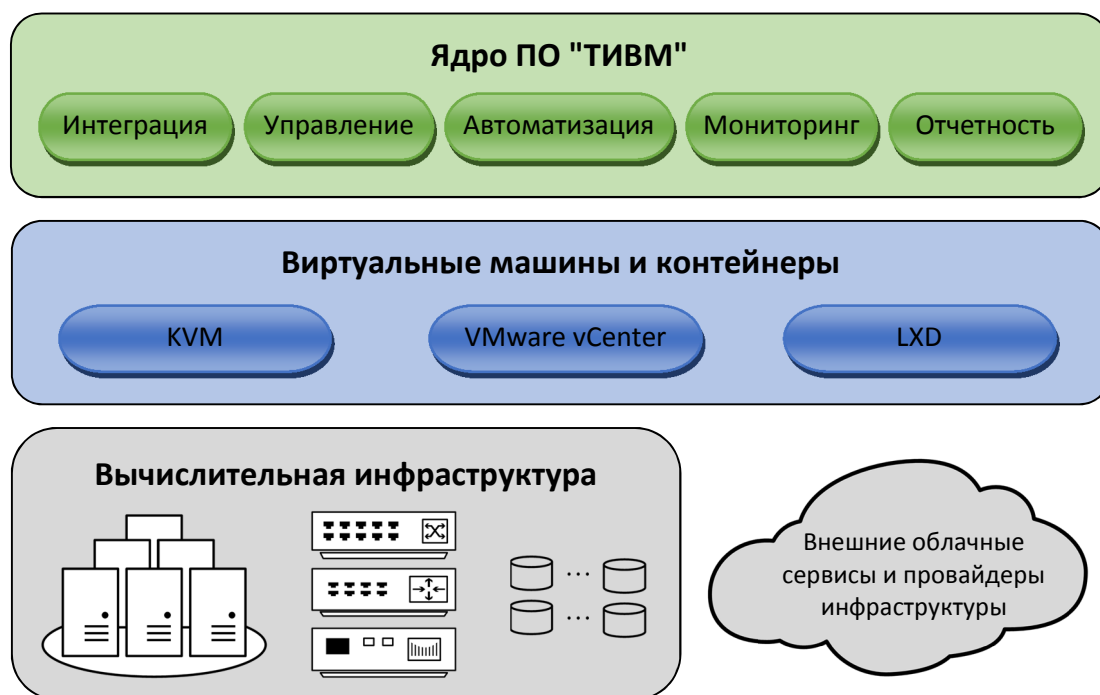 Ядро ПО "ТИВМ"
Интеграция
Управление
Автоматизация
Мониторинг
Отчетность
Виртуальные машины и контейнеры
KVM
VMware vCenter
LXD
Вычислительная инфраструктура
...
...
Внешние облачные
сервисы и провайдеры
инфраструктуры